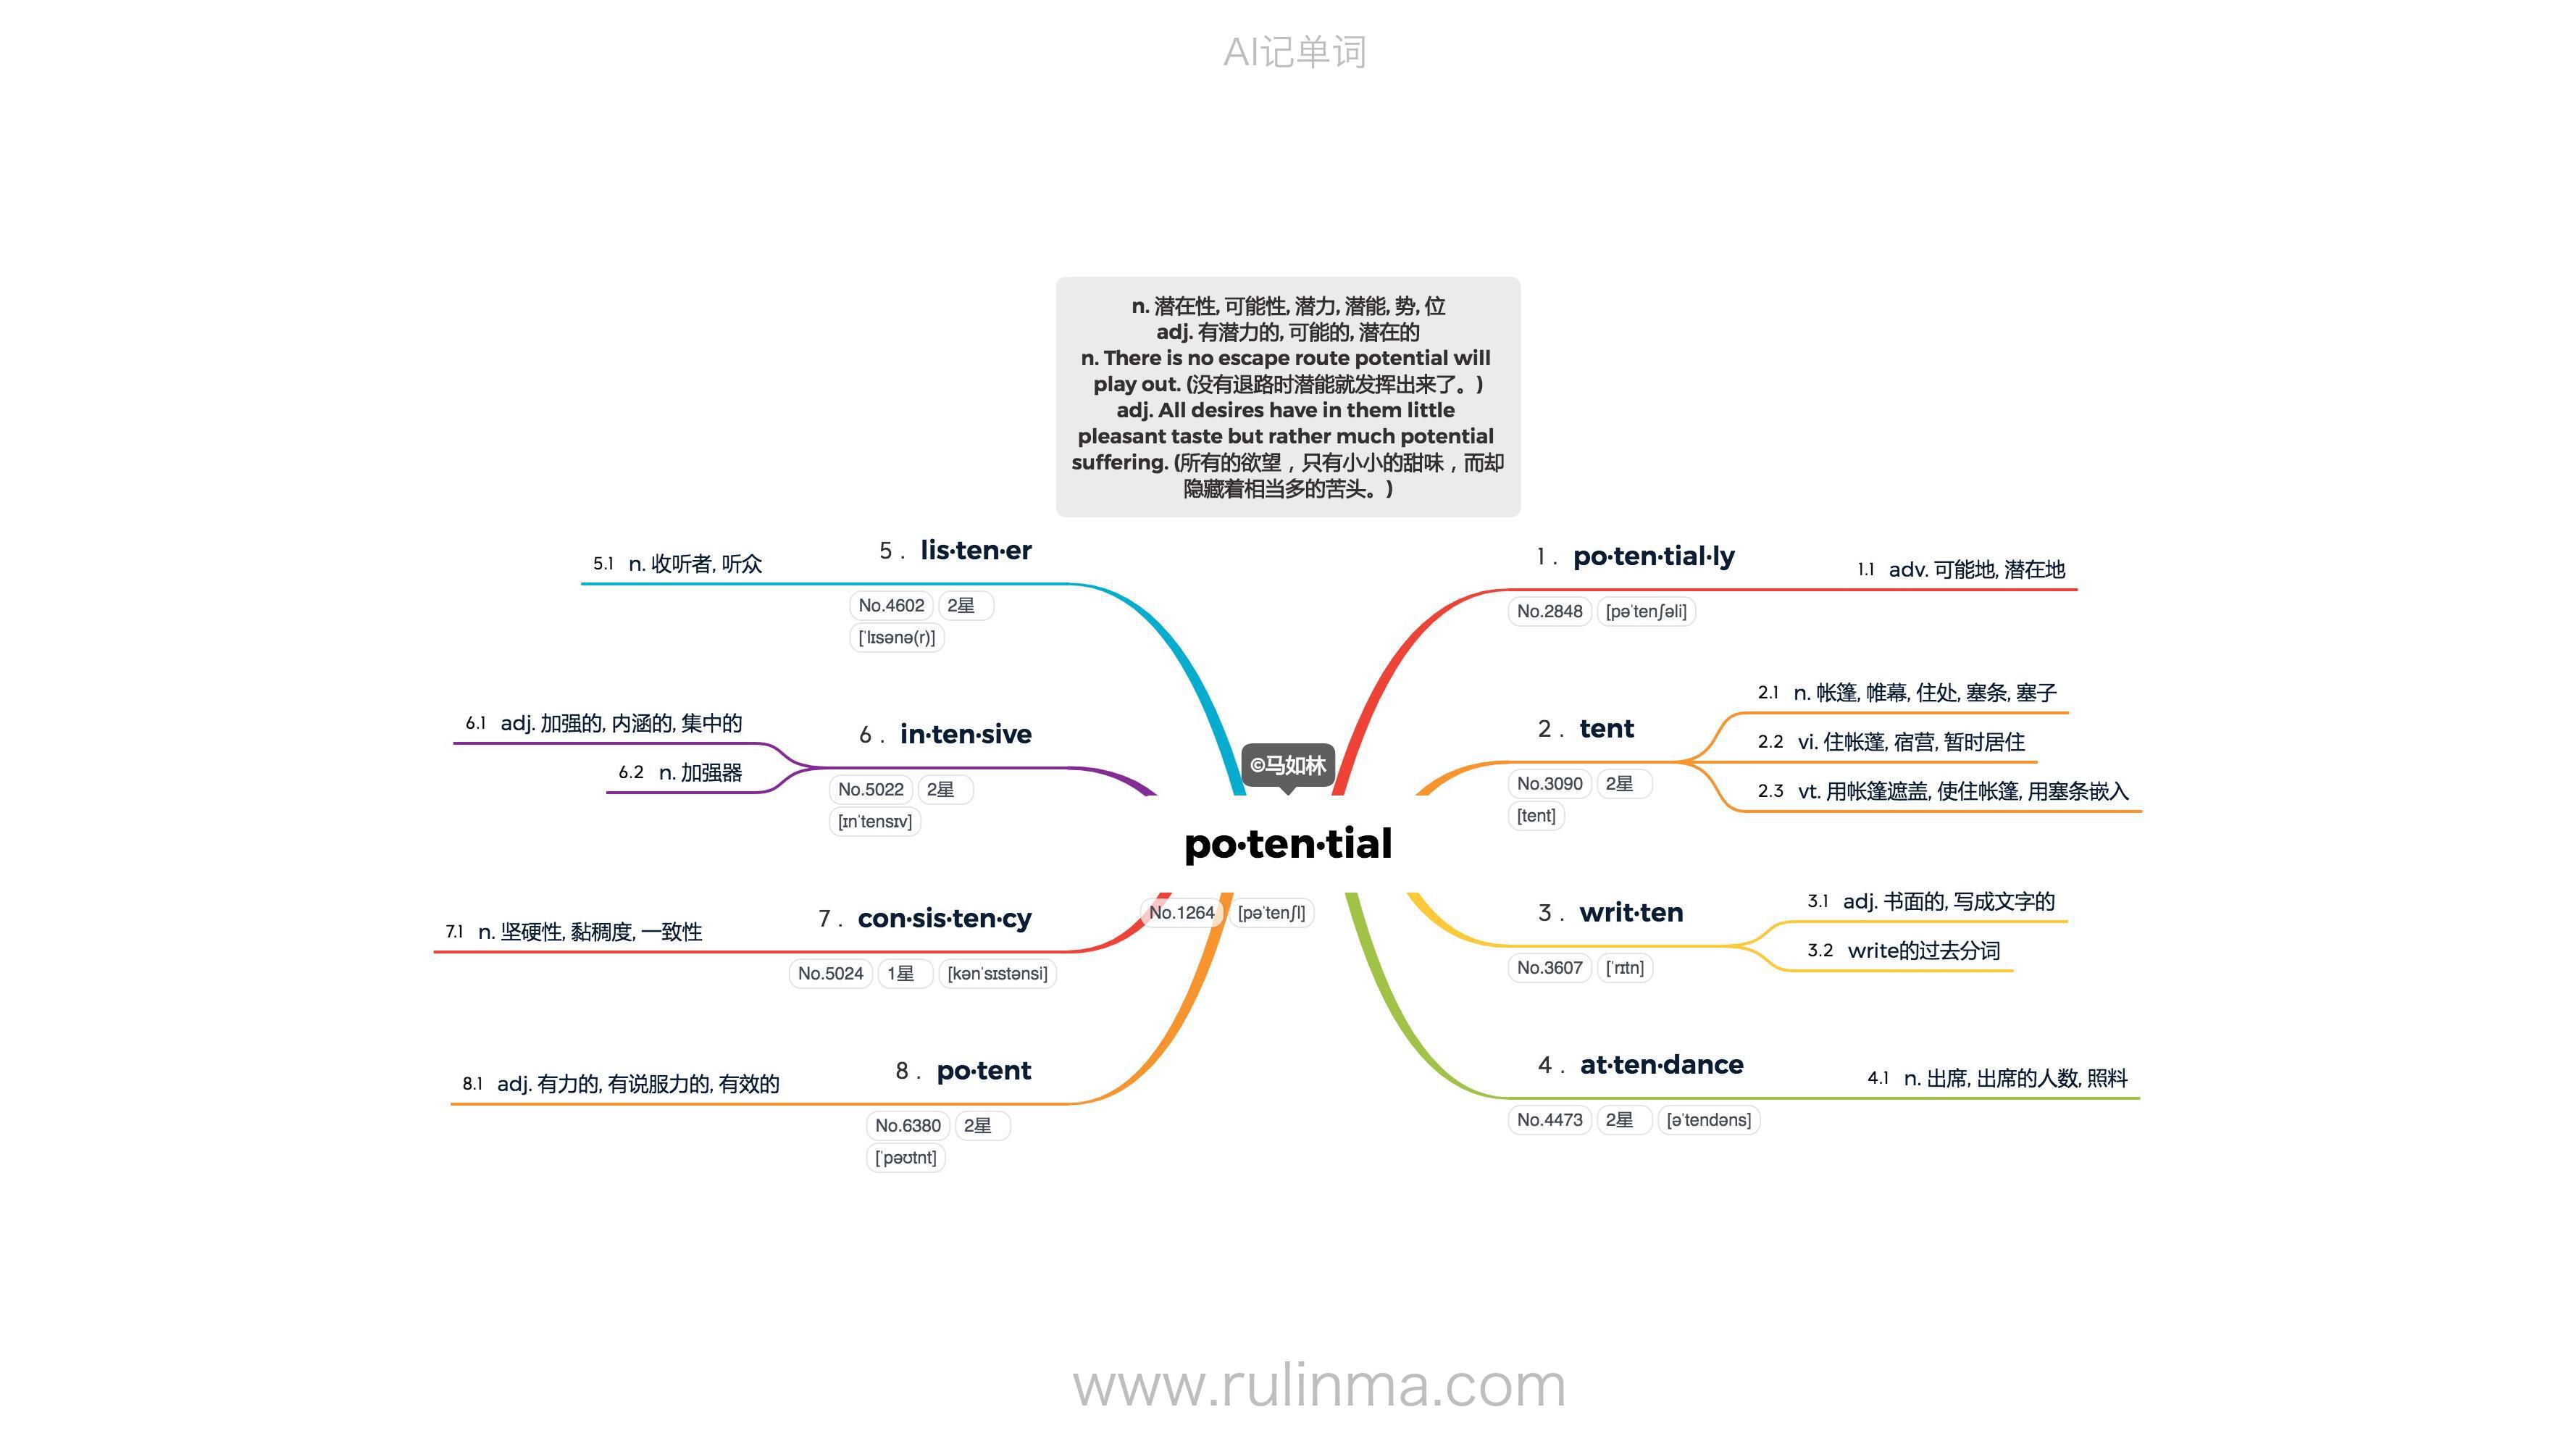 AI记单词
n. 潜在性, 可能性, 潜力, 潜能, 势, 位
adj. 有潜力的, 可能的, 潜在的
n. There is no escape route potential will
play out. (没有退路时潜能就发挥出来了。)
adj. All desires have in them little
pleasant taste but rather much potential
suffering. (所有的欲望，只有小小的甜味，而却
隐藏着相当多的苦头。)
©马如林
po·ten·tial
No.1264 [pəˈtenʃl]
1 . po·ten·tial·ly
No.2848 [pəˈtenʃəli]
1.1 adv. 可能地, 潜在地
2 . tent
No.3090 2星
[tent]
2.1 n. 帐篷, 帷幕, 住处, 塞条, 塞子
2.2 vi. 住帐蓬, 宿营, 暂时居住
2.3 vt. 用帐篷遮盖, 使住帐篷, 用塞条嵌入
3 . writ·ten
No.3607 [ˈrɪtn]
3.1 adj. 书面的, 写成文字的
3.2 write的过去分词
4 . at·ten·dance
No.4473 2星 [əˈtendəns]
4.1 n. 出席, 出席的人数, 照料
5 . lis·ten·er
No.4602 2星
[ˈlɪsənə(r)]
5.1 n. 收听者, 听众
6 . in·ten·sive
No.5022 2星
[ɪnˈtensɪv]
6.1 adj. 加强的, 内涵的, 集中的
6.2 n. 加强器
7 . con·sis·ten·cy
No.5024 1星 [kənˈsɪstənsi]
7.1 n. 坚硬性, 黏稠度, 一致性
8 . po·tent
No.6380 2星
[ˈpəʊtnt]
8.1 adj. 有力的, 有说服力的, 有效的
www.rulinma.com